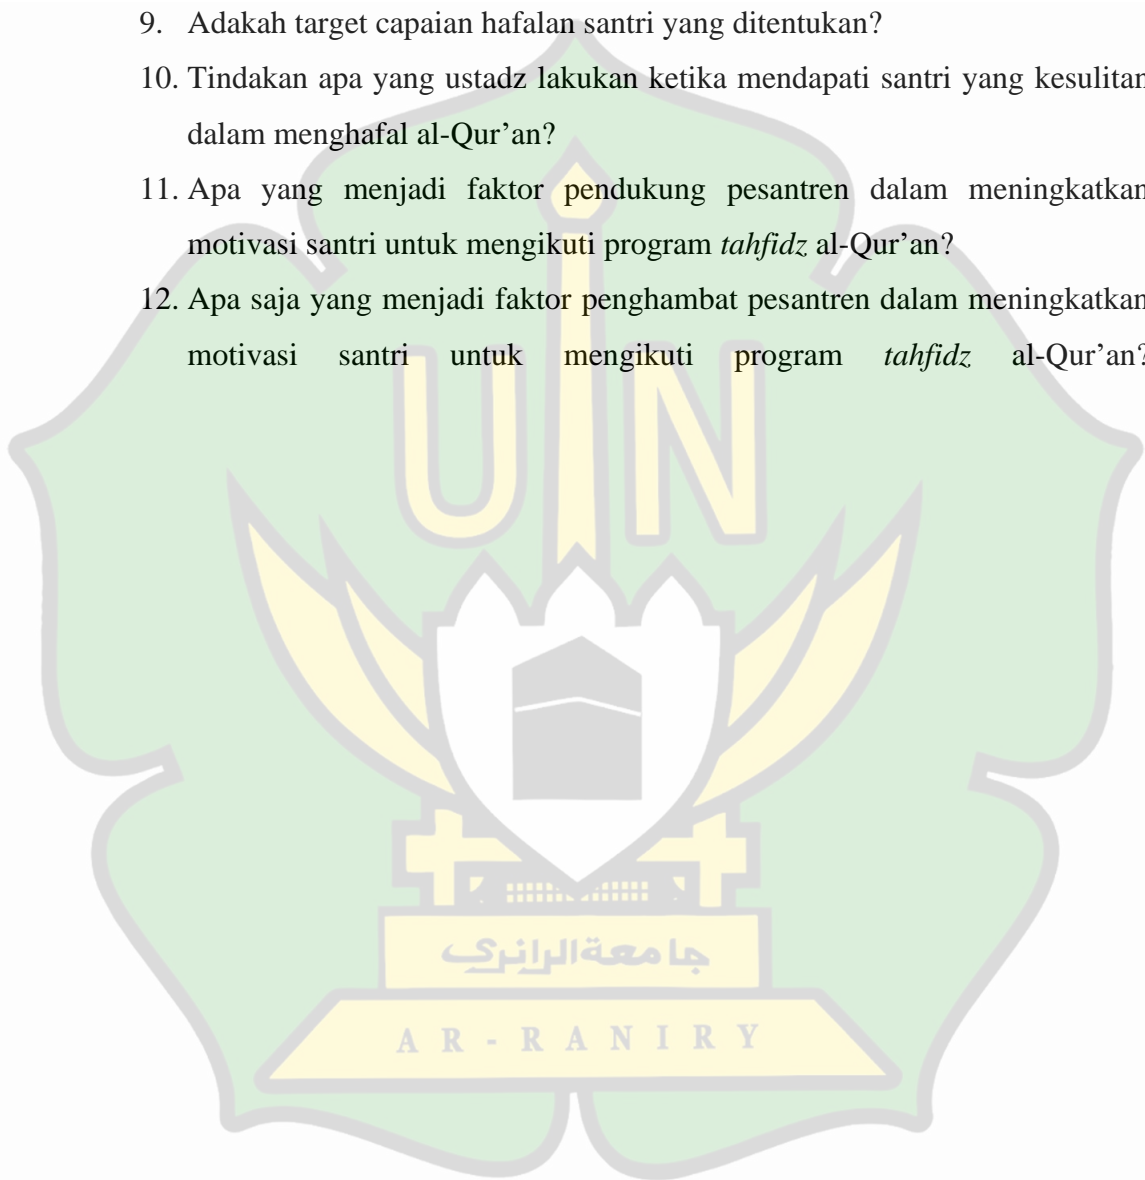 9. Adakah target capaian hafalan santri yang ditentukan?
10. Tindakan apa yang ustadz lakukan ketika mendapati santri yang kesulitan
dalam menghafal al-Qur’an?
11. Apa yang menjadi faktor pendukung pesantren dalam meningkatkan
motivasi santri untuk mengikuti program tahfidz al-Qur’an?
12. Apa saja yang menjadi faktor penghambat pesantren dalam meningkatkan
motivasi santri untuk mengikuti program tahfidz al-Qur’an?
UIN
جامعةالرانري
AR-RANIRY